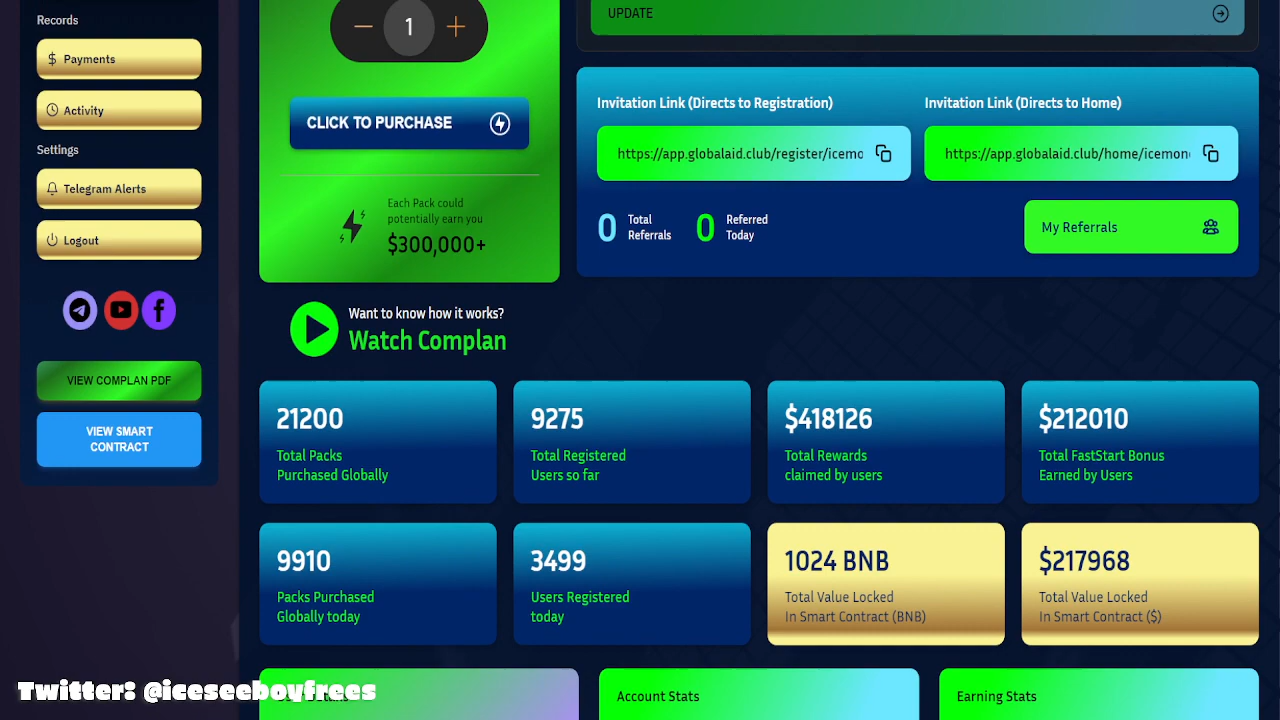 Records
Payments
Activity
Settings
Telegram Alerts
Logout
VIEW COMPLAN PDF
VIEW SMART
CONTRACT
1
CLICK TO PURCHASE
Each Pack could
potentially earn you
$300,000+
UPDATE
Invitation Link (Directs to Registration)
https://app.globalaid.club/register/icemo
Invitation Link (Directs to Home)
https://app.globalaid.club/home/icemon
0
Total
Referrals
0
Referred
Today
My Referrals
Want to know how it works?
Watch Complan
21200
Total Packs
Purchased Globally
9275
Total Registered
Users so far
$418126
Total Rewards
claimed by users
$212010
Total FastStart Bonus
Earned by Users
9910
Packs Purchased
Globally today
3499
Users Registered
today
1024 BNB
Total Value Locked
In Smart Contract (BNB)
$217968
Total Value Locked
In Smart Contract ($)
Account Stats
Earning Stats
Twitter: @iceseeboyfrees